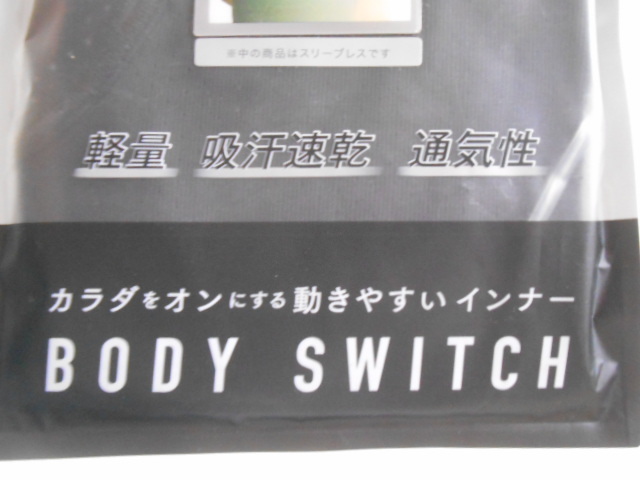 ※中の商品はスリーブレスです
軽量 吸汗速乾 通気性
カラダをオンにする動きやすいインナー
BODY SWITCH